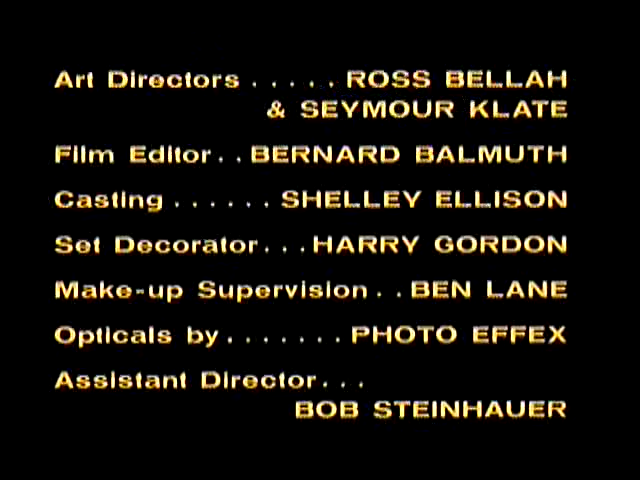 Art Directors . . . . . ROSS BELLAH
& SEYMOUR KLATE
Film Editor . . BERNARD BALMUTH
Casting . . . . . . SHELLEY ELLISON
Set Decorator . . . HARRY GORDON
Make-up Supervision . . BEN LANE
Opticals by . . . . . . . PHOTO EFFEX
Assistant Director . . .
BOB STEINHAUER